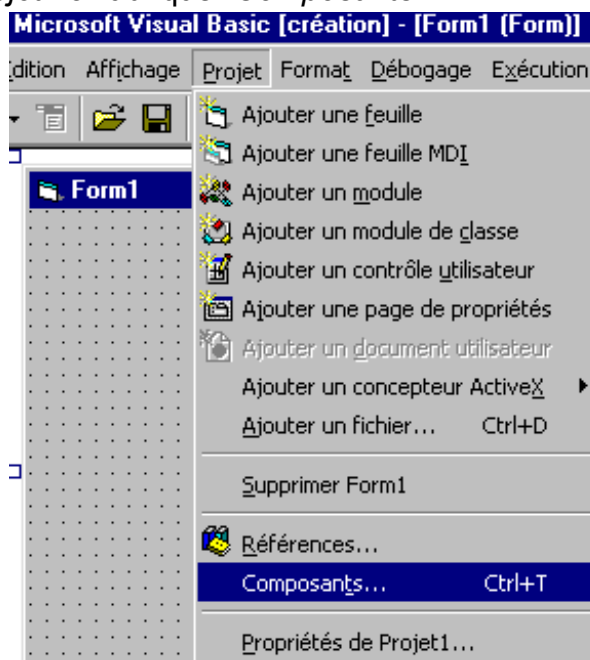 Microsoft Visual Basic [création] - [Form1 (Form)]
Edition Affichage Projet Format Débogage Exécution
Form1
Ajouter une feuille
Ajouter une feuille MDI
Ajouter un module
Ajouter un module de classe
Ajouter un contrôle utilisateur
Ajouter une page de propriétés
Ajouter un document utilisateur
Ajouter un concepteur ActiveX
Ajouter un fichier... Ctrl+D
Supprimer Form1
Références...
Composants... Ctrl+T
Propriétés de Projet1...